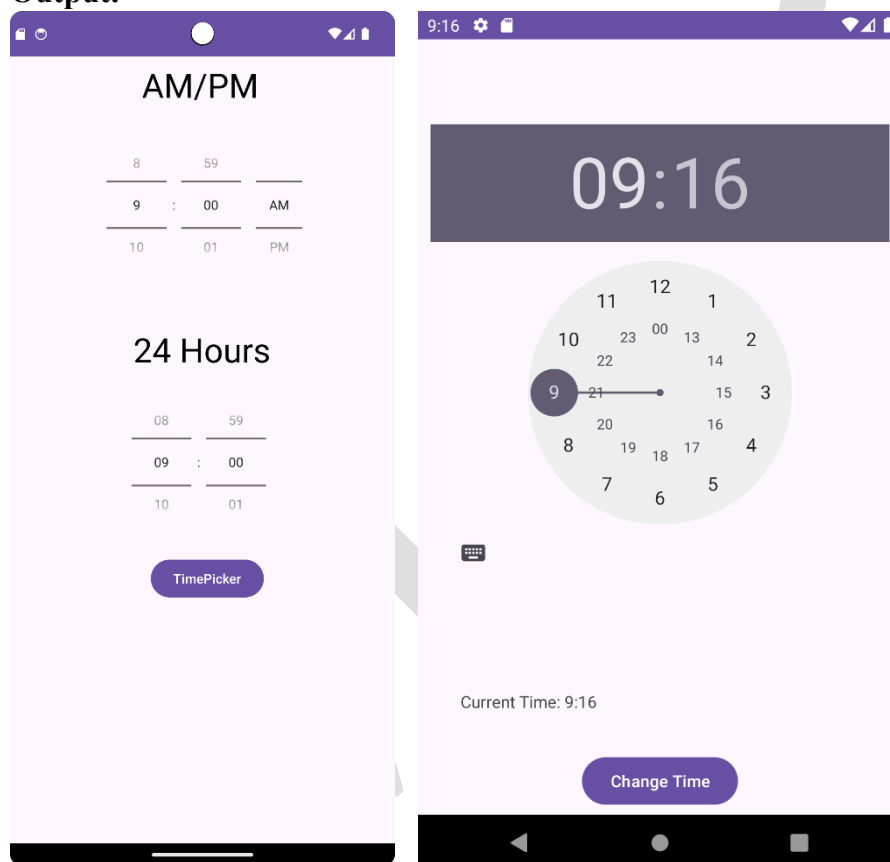 Output:
AM/PM
8 59
9 : 00 AM
10 01 PM
24 Hours
08 59
09 : 00
10 01
TimePicker
9:16
09:16
12
11 1
00
23 13
10 2
22 14
9 21 15 3
20 16
8 4
19 17
18
7 5
6
Current Time: 9:16
Change Time